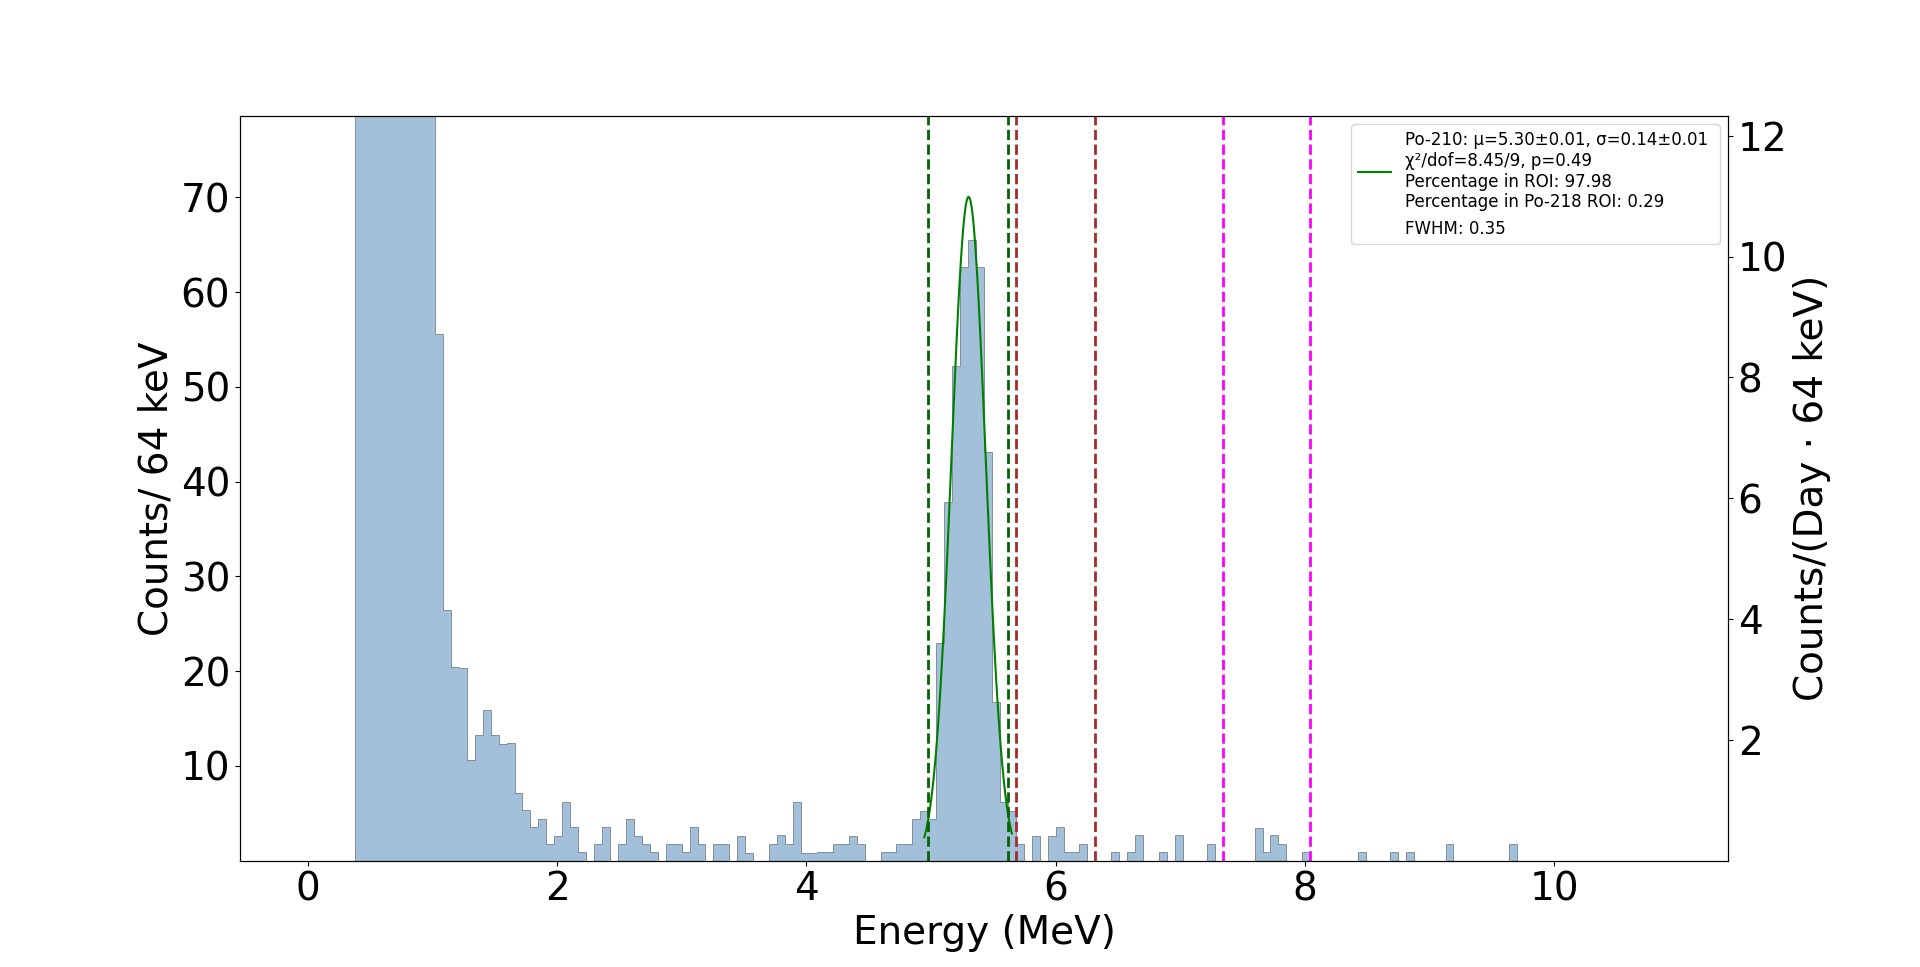 Po-210: μ=5.30±0.01, σ=0.14±0.01
χ²/dof=8.45/9, p=0.49
Percentage in ROI: 97.98
Percentage in Po-218 ROI: 0.29
FWHM: 0.35
Counts/ 64 keV
70
60
50
40
30
20
10
12
10
8
6
4
2
Counts/(Day · 64 keV)
0 2 4 6 8 10
Energy (MeV)